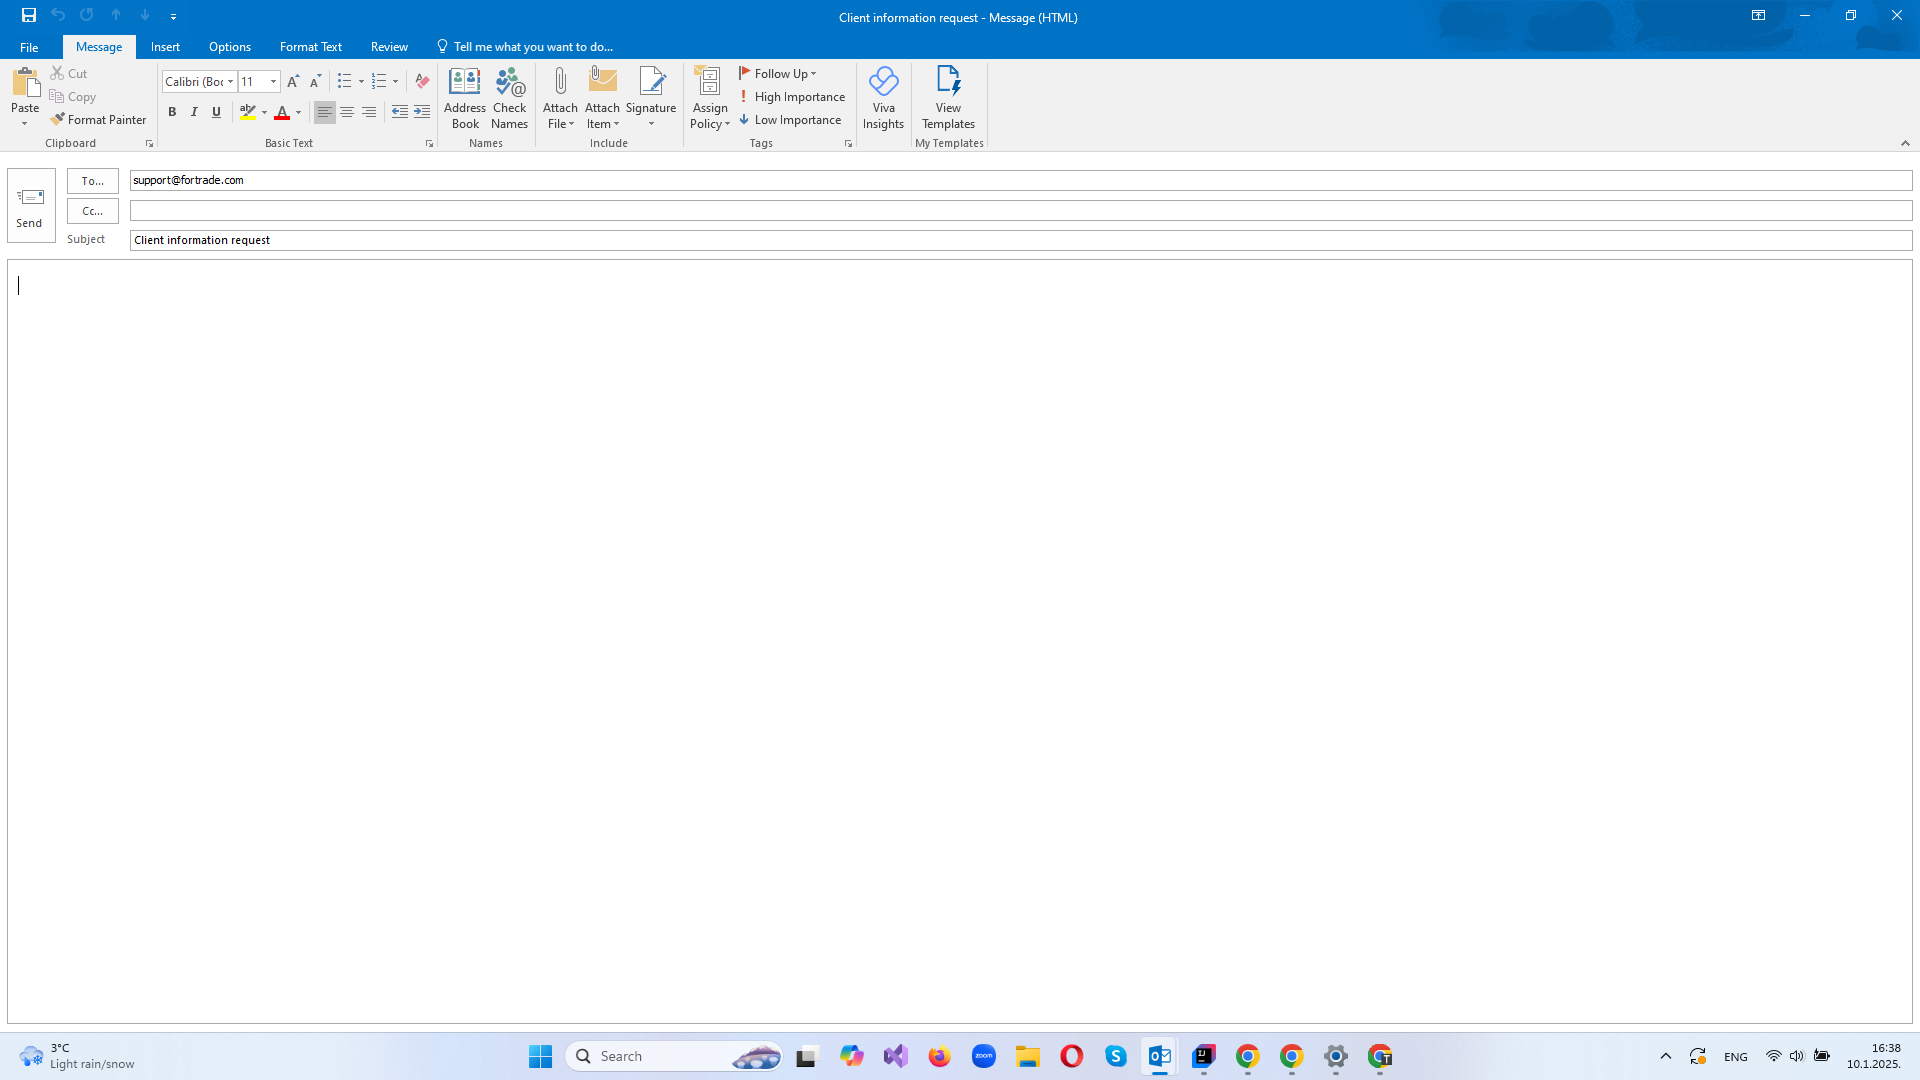 Client information request - Message (HTML)
File Message Insert Options Format Text Review Tell me what you want to do...
Paste
Cut
Copy
Format Painter
Clipboard
Calibri (Boc 11
B I U
Basic Text
Address Book
Check Names
Names
Attach File
Attach Item
Signature
Include
Assign Policy
Follow Up
High Importance
Low Importance
Tags
Viva Insights
View Templates
My Templates
Send
To... support@fortrade.com
Cc...
Subject Client information request
3°C
Light rain/snow
Search
zoom
ENG
16:38
10.1.2025.